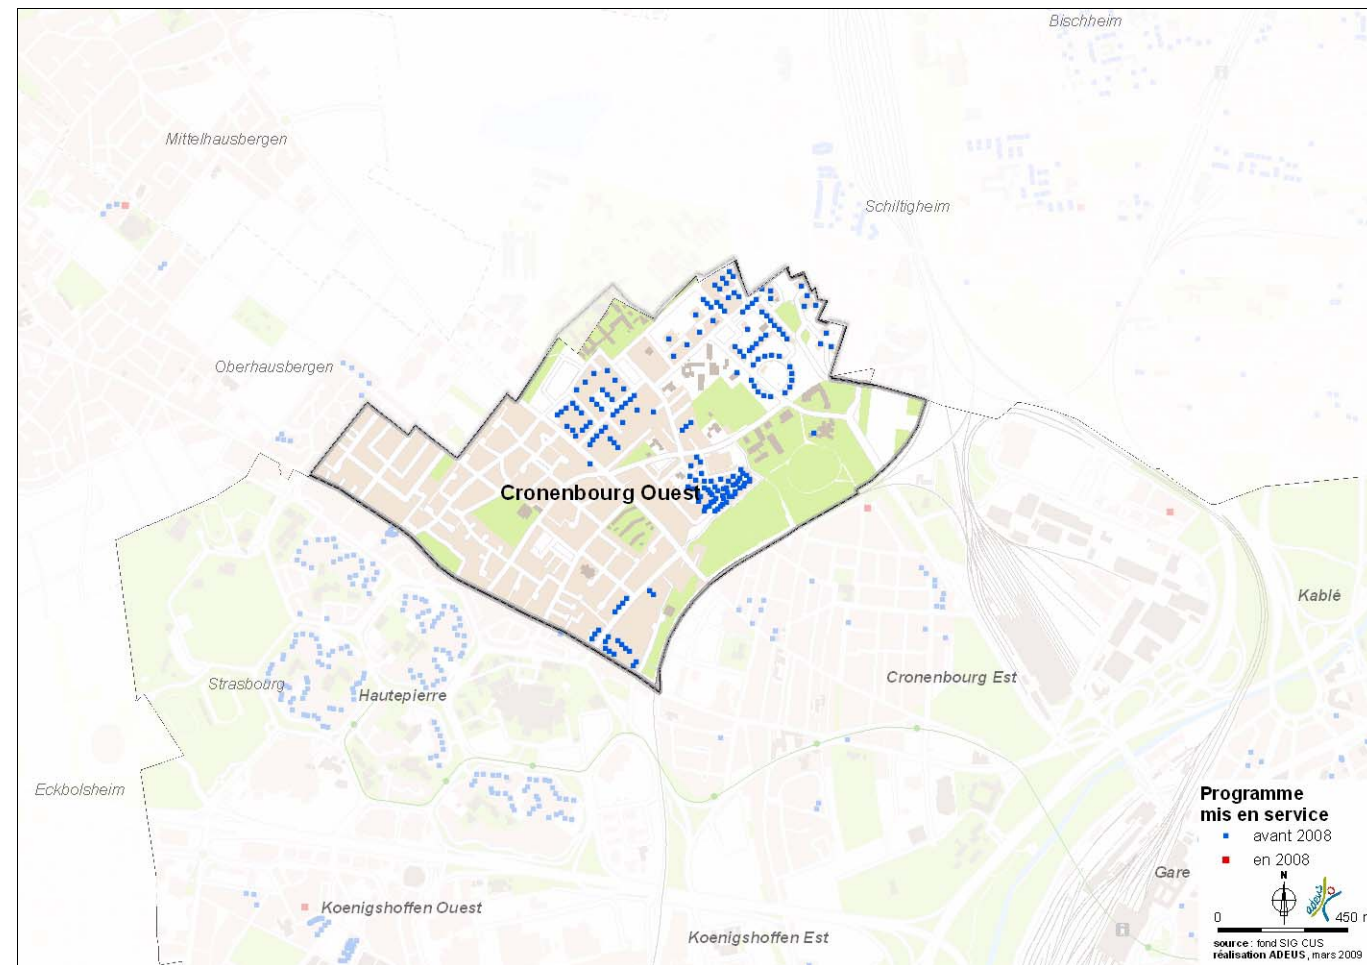 Bischheim
Mittelhausbergen
Schiltigheim
Oberhausbergen
Cronenbourg Ouest
Kablé
Strasbourg
Hautepierre
Cronenbourg Est
Eckbolsheim
Programme
mis en service
avant 2008
en 2008
N
Gare
adeus
0 450 m
Koenigshoffen Ouest
Koenigshoffen Est
source : fond SIG CUS
réalisation ADEUS, mars 2009